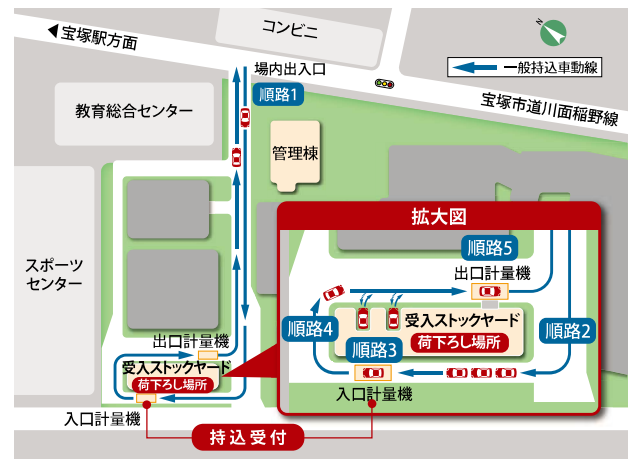 コンビニ
N
宝塚駅方面
場内出入口
一般持込車動線
順路1
教育総合センター
宝塚市道川面稲野線
管理棟
拡大図
順路5
スポーツ
センター
出口計量機
受入ストックヤード
荷下ろし場所
順路4
順路2
順路3
入口計量機
出口計量機
受入ストックヤード
荷下ろし場所
入口計量機
持込受付